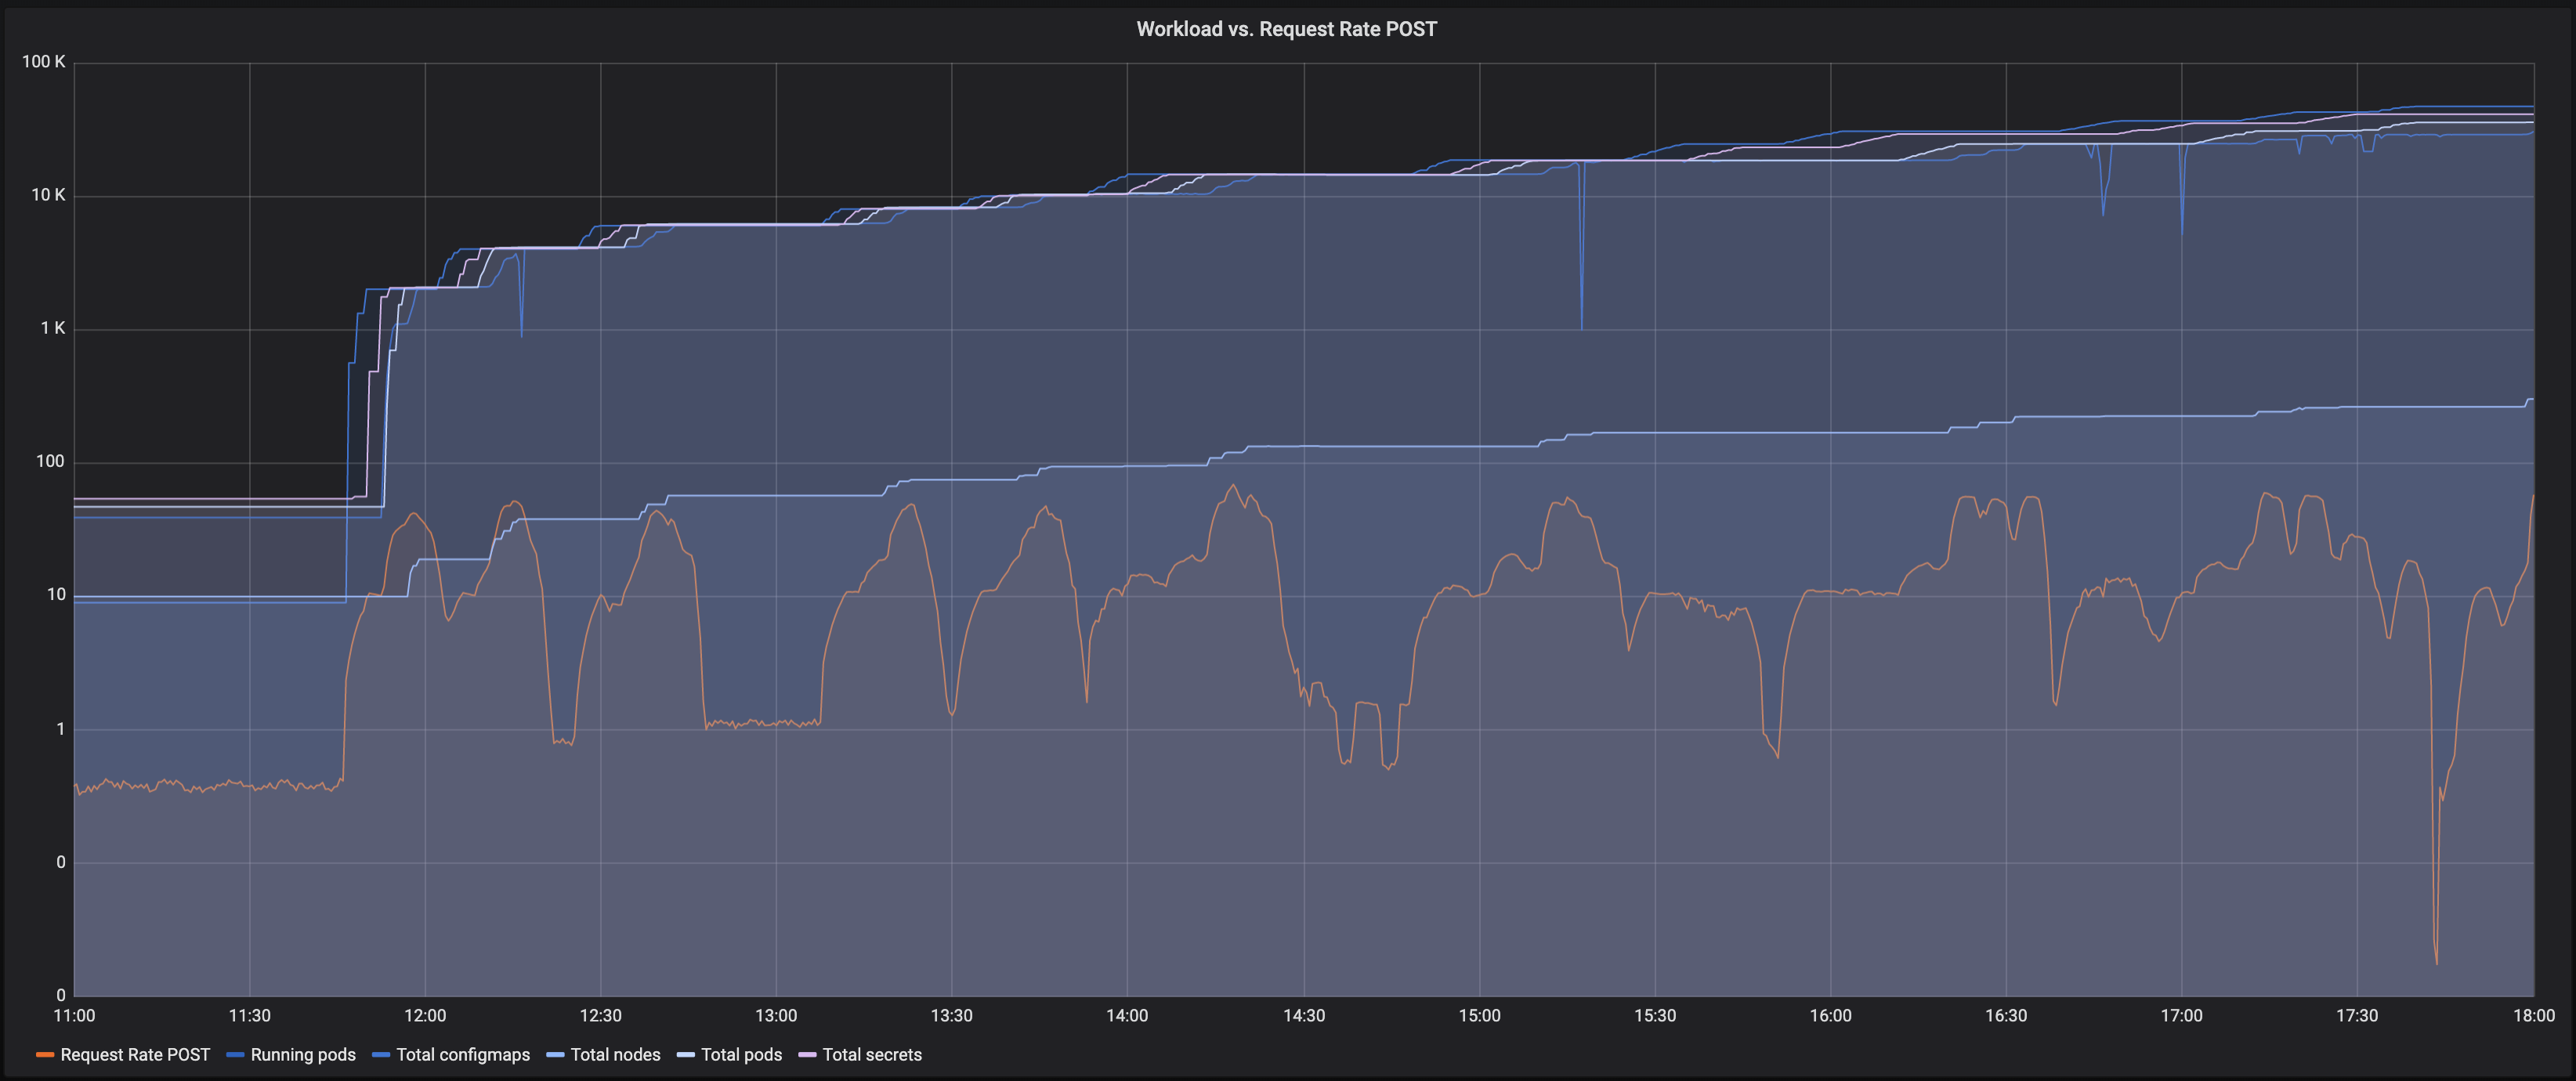 Workload vs. Request Rate POST
100 K
10 K
1 K
100
10
1
0
0
11:00 11:30 12:00 12:30 13:00 13:30 14:00 14:30 15:00 15:30 16:00 16:30 17:00 17:30 18:00
Request Rate POST Running pods Total configmaps Total nodes Total pods Total secrets